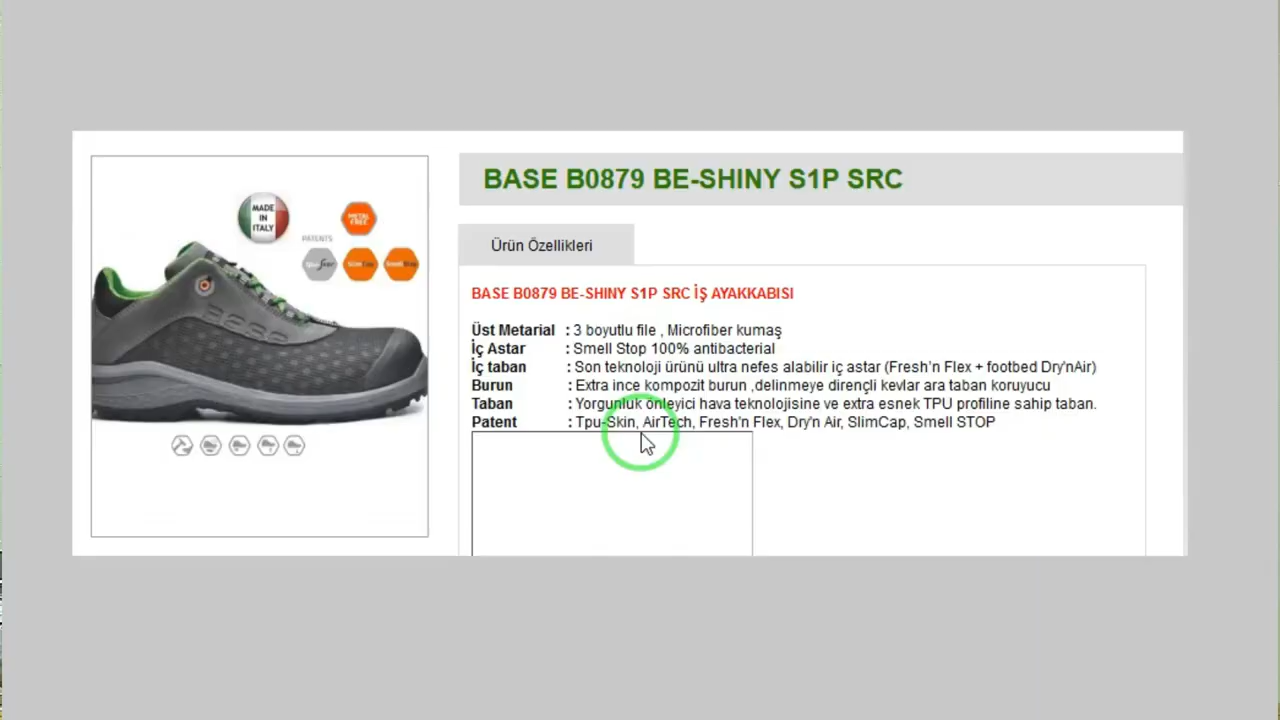 BASE B0879 BE-SHINY S1P SRC
MADE
IN
ITALY
METAL
FREE
PATENTS
Ürün Özellikleri
BASE B0879 BE-SHINY S1P SRC İŞ AYAKKABISI
Üst Metarial : 3 boyutlu file , Microfiber kumaş
İç Astar : Smell Stop 100% antibacterial
İç taban : Son teknoloji ürünü ultra nefes alabilir iç astar (Fresh'n Flex + footbed Dry'nAir)
Burun : Extra ince kompozit burun ,delinmeye dirençli kevlar ara taban koruyucu
Taban : Yorgunluk önleyici hava teknolojisine ve extra esnek TPU profiline sahip taban.
Patent : Tpu-Skin, AirTech, Fresh'n Flex, Dry'n Air, SlimCap, Smell STOP